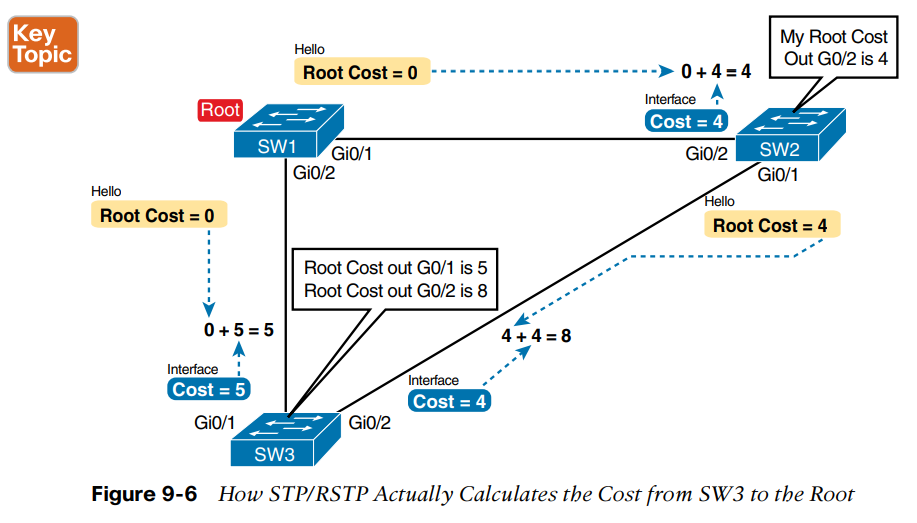 Key
Topic
Hello
Root Cost = 0
0 + 4 = 4
My Root Cost
Out G0/2 is 4
Interface
Cost = 4
Root
SW1
Gi0/1
Gi0/2
Gi0/2
SW2
Gi0/1
Hello
Root Cost = 0
Hello
Root Cost = 4
Root Cost out G0/1 is 5
Root Cost out G0/2 is 8
0 + 5 = 5
4 + 4 = 8
Interface
Cost = 5
Interface
Cost = 4
Gi0/1
Gi0/2
SW3
Figure 9-6 How STP/RSTP Actually Calculates the Cost from SW3 to the Root